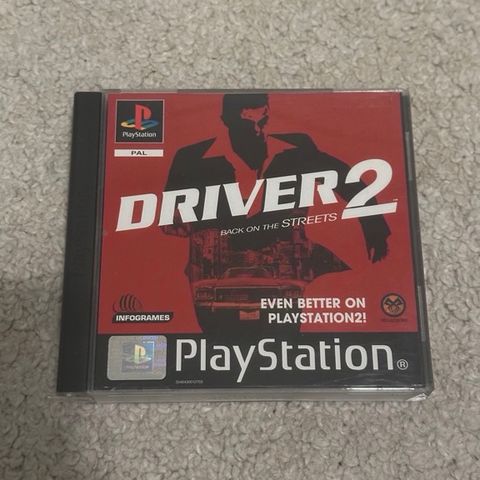 PlayStation
PAL
DRIVER 2
BACK ON THE STREETS
EVEN BETTER ON
PLAYSTATION2!
INFOGRAMES
PlayStation®